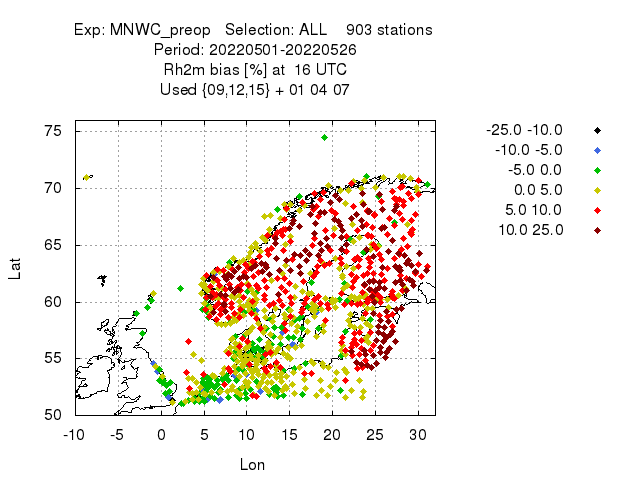 Exp: MNWC_preop   Selection: ALL    903 stations
Period: 20220501-20220526
Rh2m bias [%] at  16 UTC
Used {09,12,15} + 01 04 07
-25.0 -10.0
-10.0 -5.0
-5.0 0.0
0.0 5.0
5.0 10.0
10.0 25.0
75
70
65
60
55
50
Lat
-10 -5 0 5 10 15 20 25 30
Lon